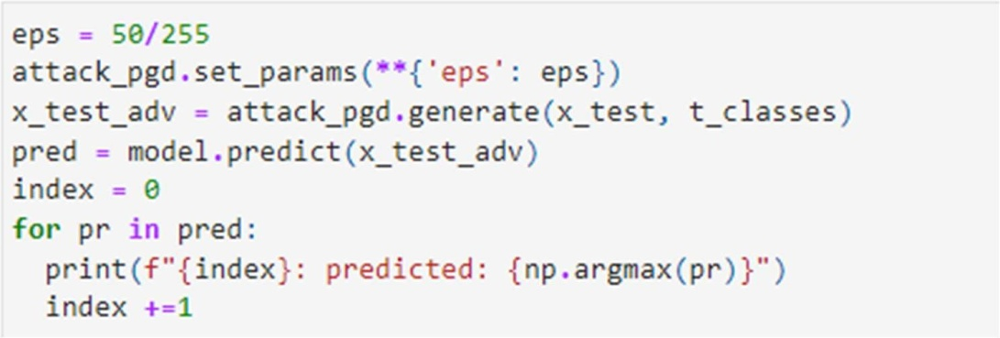 eps = 50/255
attack_pgd.set_params(**{'eps': eps})
x_test_adv = attack_pgd.generate(x_test, t_classes)
pred = model.predict(x_test_adv)
index = 0
for pr in pred:
  print(f"{index}: predicted: {np.argmax(pr)}")
  index +=1